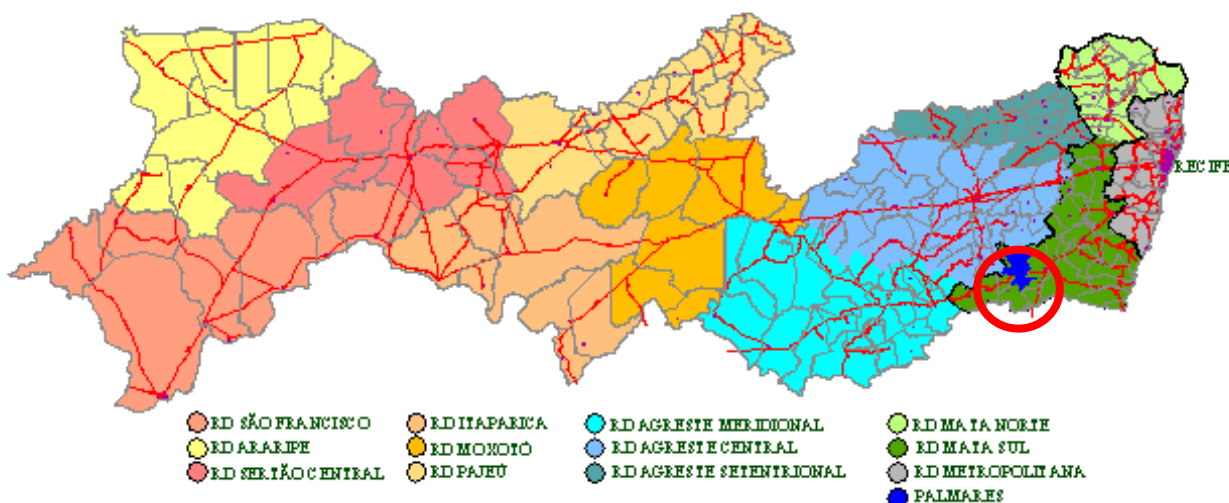 RECIFE
RD SÃO FRANCISCO
RD ARARIPE
RD SERTÃO CENTRAL
RD ITAPARICA
RD MOXOTÓ
RD PAJEÚ
RD AGRESTE MERIDIONAL
RD AGRESTE CENTRAL
RD AGRESTE SETENTRIONAL
RD MATA NORTE
RD MATA SUL
RD METROPOLITANA
PALMARES